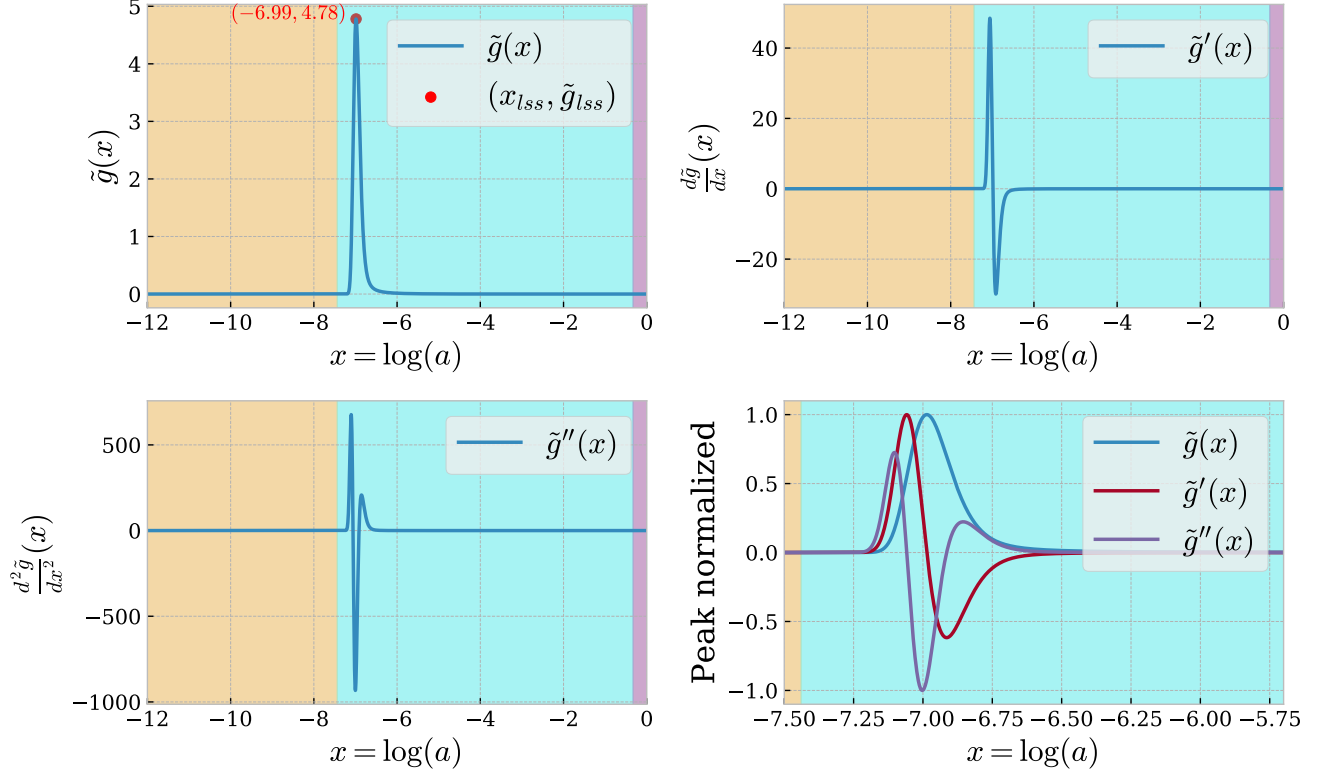 (−6.99, 4.78)
g̃(x)
(x_lss, g̃_lss)
g̃(x)
5
4
3
2
1
0
−12 −10 −8 −6 −4 −2 0
x = log(a)
g̃′(x)
dg̃/dx (x)
40
20
0
−20
−12 −10 −8 −6 −4 −2 0
x = log(a)
g̃′′(x)
d²g̃/dx² (x)
500
0
−500
−1000
−12 −10 −8 −6 −4 −2 0
x = log(a)
g̃(x)
g̃′(x)
g̃′′(x)
Peak normalized
1.0
0.5
0.0
−0.5
−1.0
−7.50 −7.25 −7.00 −6.75 −6.50 −6.25 −6.00 −5.75
x = log(a)